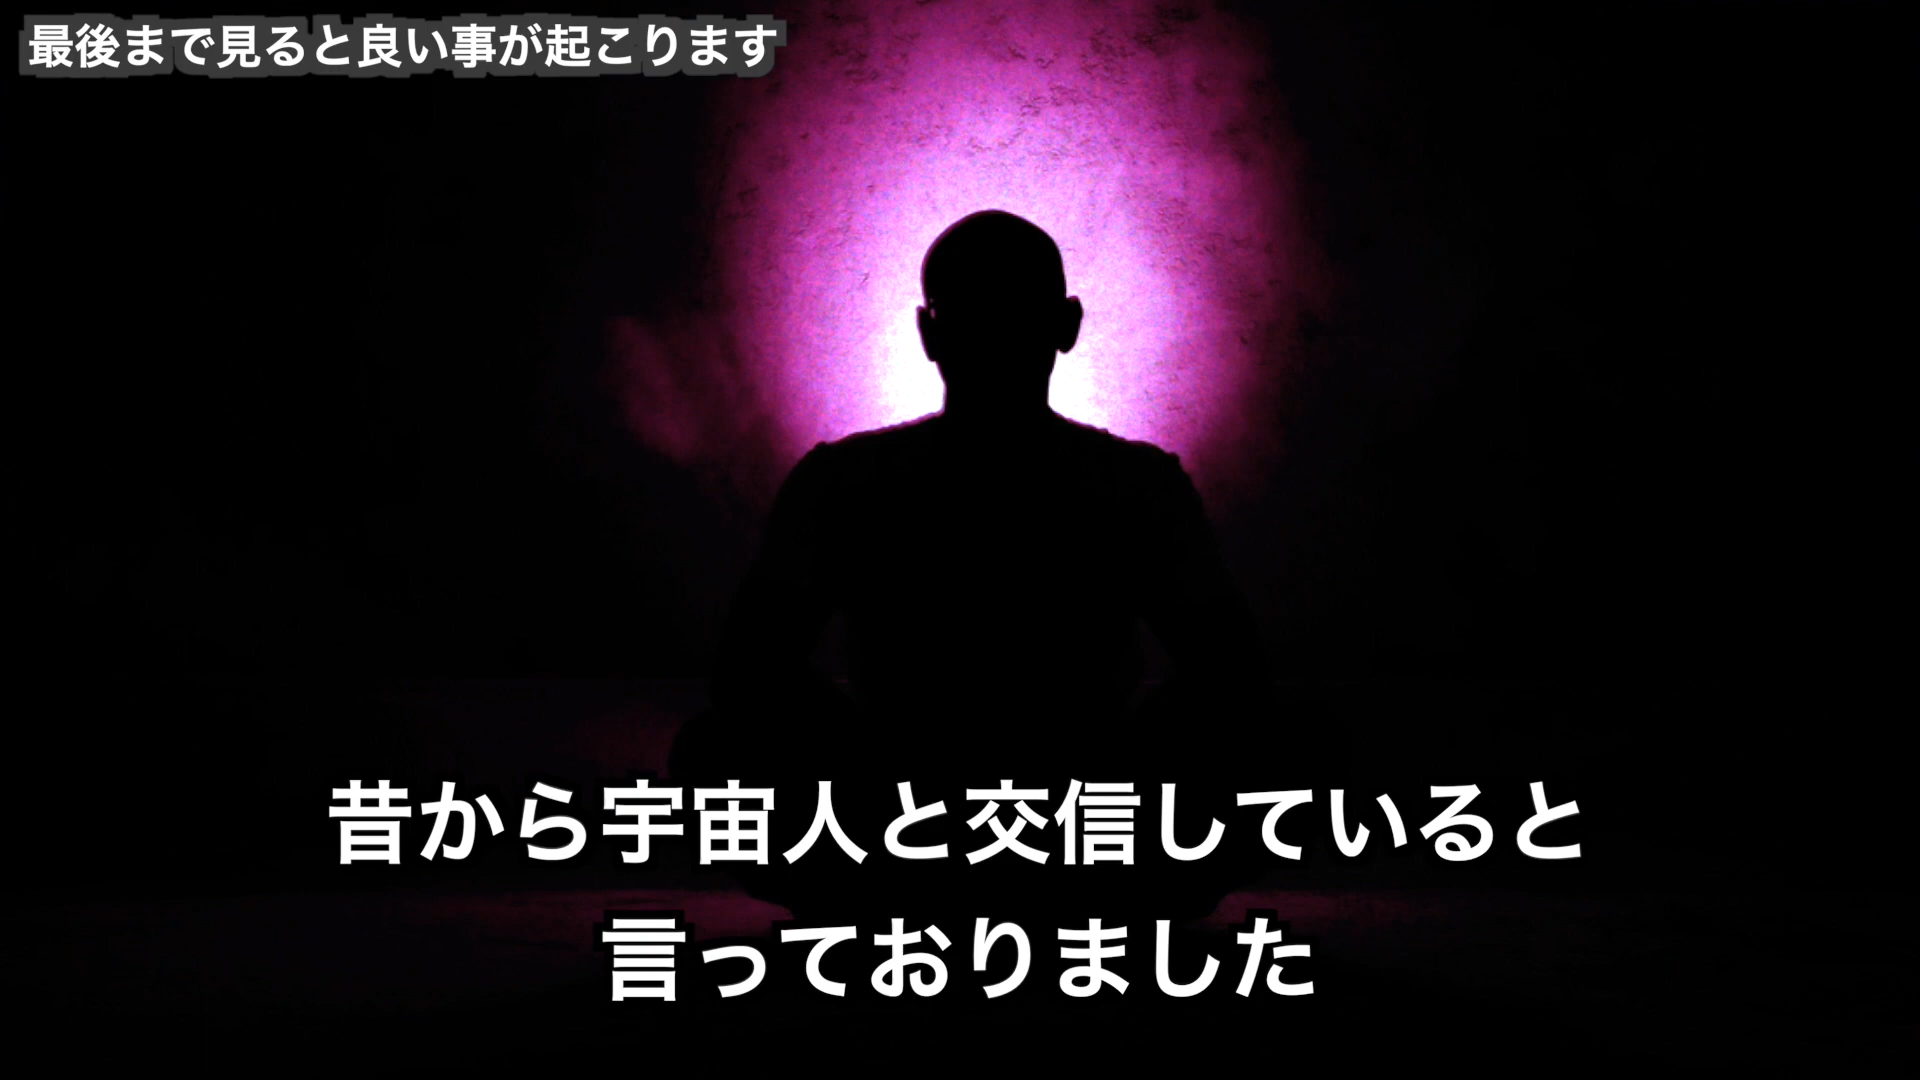 最後まで見ると良い事が起こります
昔から宇宙人と交信していると
言っておりました